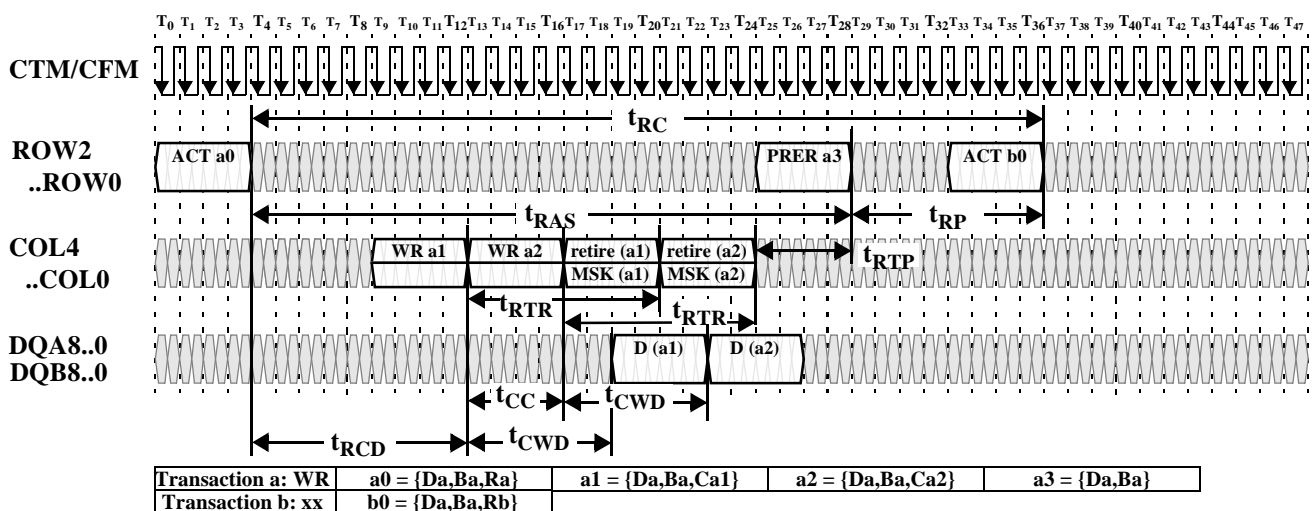 T0 T1 T2 T3 T4 T5 T6 T7 T8 T9 T10 T11 T12 T13 T14 T15 T16 T17 T18 T19 T20 T21 T22 T23 T24 T25 T26 T27 T28 T29 T30 T31 T32 T33 T34 T35 T36 T37 T38 T39 T40 T41 T42 T43 T44 T45 T46 T47
CTM/CFM
tRC
ROW2
..ROW0
ACT a0
PRER a3
ACT b0
tRAS
tRP
COL4
..COL0
WR a1
WR a2
retire (a1)
retire (a2)
MSK (a1)
MSK (a2)
tRTP
tRTR
tRTR
DQA8..0
DQB8..0
D (a1)
D (a2)
tCC
tCWD
tRCD
tCWD
Transaction a: WR a0 = {Da,Ba,Ra} a1 = {Da,Ba,Ca1} a2 = {Da,Ba,Ca2} a3 = {Da,Ba}
Transaction b: xx b0 = {Da,Ba,Rb}